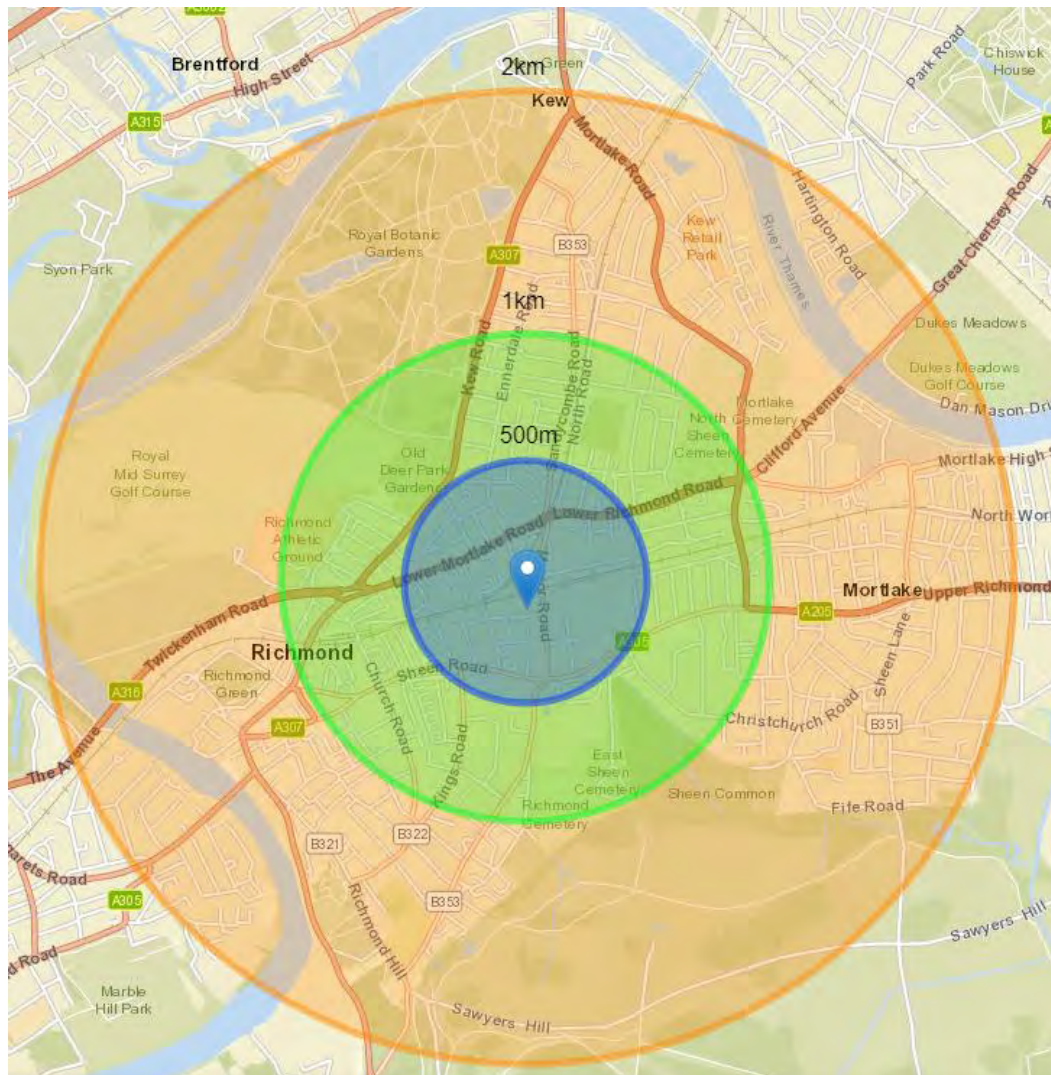 Brentford
High Street
A315
2km
Green
Kew
Park Road
Chiswick
House
Mortlake Road
Hartington Road
River Thames
Great Chertsey Road
Kew
Retail
Park
B353
Royal Botanic
Gardens
A307
Syon Park
1km
Ennerdale Road
Kew Road
Sandycombe Road
North Road
Dukes Meadows
Dukes Meadows
Golf Course
Dan Mason Dri
Mortlake
North Cemetery
Sheen
Cemetery
Clifford Avenue
Mortlake High S
500m
Old
Deer Park
Gardens
Royal
Mid Surrey
Golf Course
Richmond
Athletic
Ground
Lower Richmond Road
Lower Mortlake Road
North Wor
Mortlake
Upper Richmond
A205
Twickenham Road
Richmond
Richmond
Green
Sheen Road
Church Road
Kings Road
A316
A307
The Avenue
Sheen Lane
Christchurch Road
B351
East
Sheen
Cemetery
Sheen Common
Richmond
Cemetery
Fife Road
B322
B321
B353
Richmond Hill
garets Road
A305
d Road
Marble
Hill Park
Sawyers Hill
Sawyers Hill